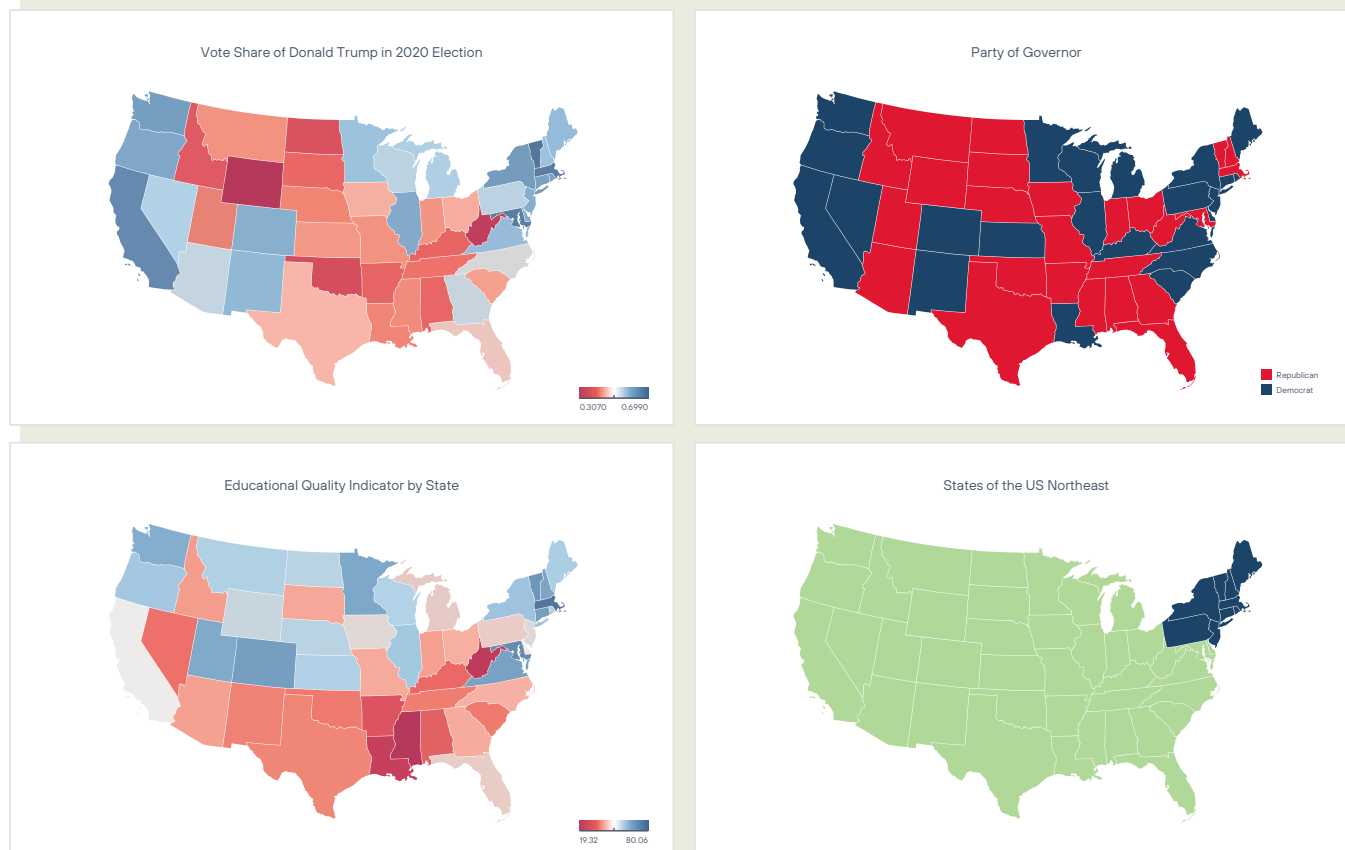 Vote Share of Donald Trump in 2020 Election
0.3070 0.6990
Party of Governor
Republican
Democrat
Educational Quality Indicator by State
19.32 80.06
States of the US Northeast